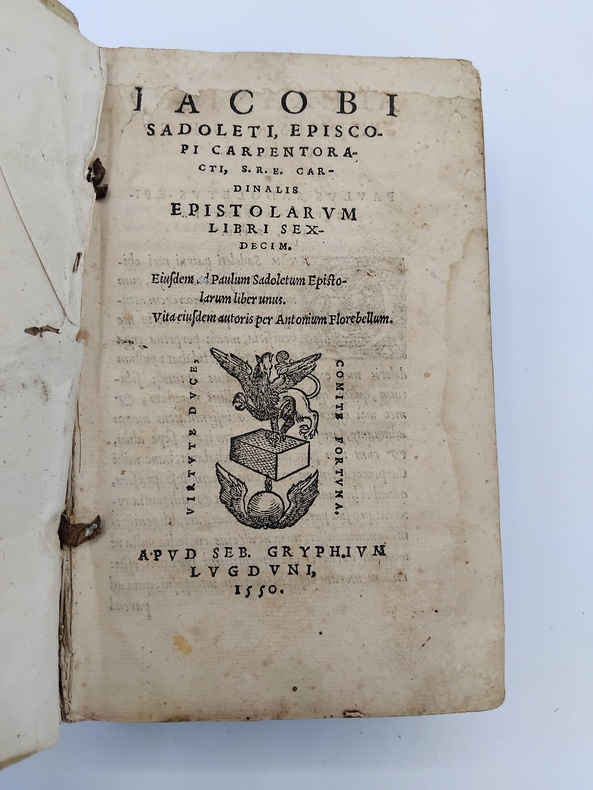 IACOBI
SADOLETI, EPISCO-
PI CARPENTORA-
CTI, S.R.E. CAR-
DINALIS
EPISTOLARVM
LIBRI SEX-
DECIM.
Eiuſdem ad Paulum Sadoletum Epiſto-
larum liber unus.
Vita eiuſdem autoris per Antonium Florebellum.
VIRTVTE DVCE,
COMITE FORTVNA.
APVD SEB. GRYPHIVM
LVGDVNI,
1550.